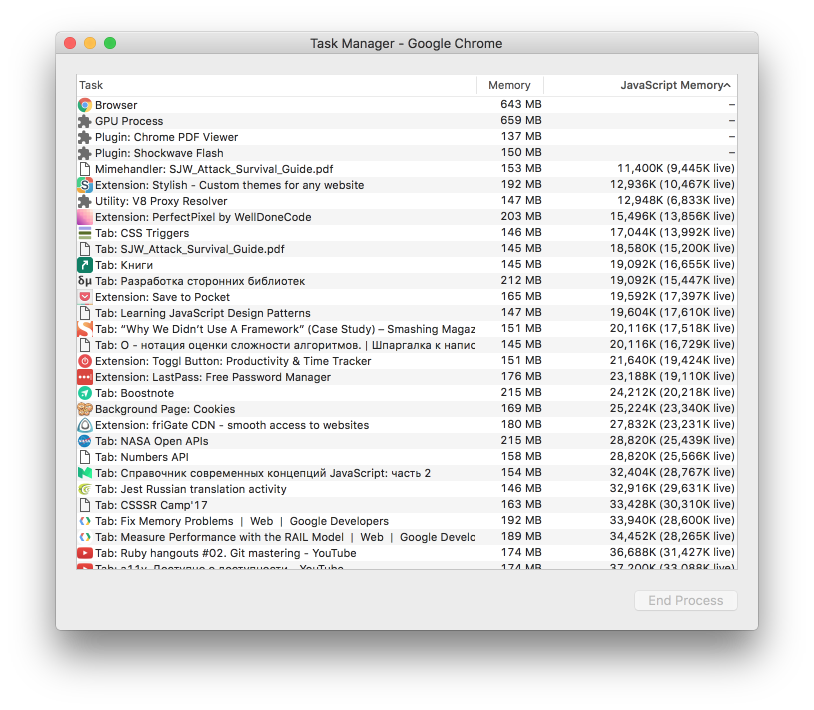 Task Manager - Google Chrome
Task Memory JavaScript Memory
Browser 643 MB –
GPU Process 659 MB –
Plugin: Chrome PDF Viewer 137 MB –
Plugin: Shockwave Flash 150 MB –
Mimehandler: SJW_Attack_Survival_Guide.pdf 153 MB 11,400K (9,445K live)
Extension: Stylish - Custom themes for any website 192 MB 12,936K (10,467K live)
Utility: V8 Proxy Resolver 147 MB 12,948K (6,833K live)
Extension: PerfectPixel by WellDoneCode 203 MB 15,496K (13,856K live)
Tab: CSS Triggers 146 MB 17,044K (13,992K live)
Tab: SJW_Attack_Survival_Guide.pdf 145 MB 18,580K (15,200K live)
Tab: Книги 145 MB 19,092K (16,655K live)
δμ Tab: Разработка сторонних библиотек 212 MB 19,092K (15,447K live)
Extension: Save to Pocket 165 MB 19,592K (17,397K live)
Tab: Learning JavaScript Design Patterns 147 MB 19,604K (17,610K live)
Tab: “Why We Didn’t Use A Framework” (Case Study) – Smashing Magaz 151 MB 20,116K (17,518K live)
Tab: О - нотация оценки сложности алгоритмов. | Шпаргалка к напис 145 MB 20,116K (16,729K live)
Extension: Toggl Button: Productivity & Time Tracker 151 MB 21,640K (19,424K live)
Extension: LastPass: Free Password Manager 176 MB 23,188K (19,110K live)
Tab: Boostnote 215 MB 24,212K (20,218K live)
Background Page: Cookies 169 MB 25,224K (23,340K live)
Extension: friGate CDN - smooth access to websites 180 MB 27,832K (23,231K live)
Tab: NASA Open APIs 215 MB 28,820K (25,439K live)
Tab: Numbers API 158 MB 28,820K (25,566K live)
Tab: Справочник современных концепций JavaScript: часть 2 154 MB 32,404K (28,767K live)
Tab: Jest Russian translation activity 146 MB 32,916K (29,631K live)
Tab: CSSSR Camp'17 163 MB 33,428K (30,310K live)
Tab: Fix Memory Problems | Web | Google Developers 192 MB 33,940K (28,600K live)
Tab: Measure Performance with the RAIL Model | Web | Google Develo 189 MB 34,452K (28,265K live)
Tab: Ruby hangouts #02. Git mastering - YouTube 174 MB 36,688K (31,427K live)
Tab: a11y. Доступно о доступности. - YouTube 174 MB 37,200K (33,088K live)
End Process